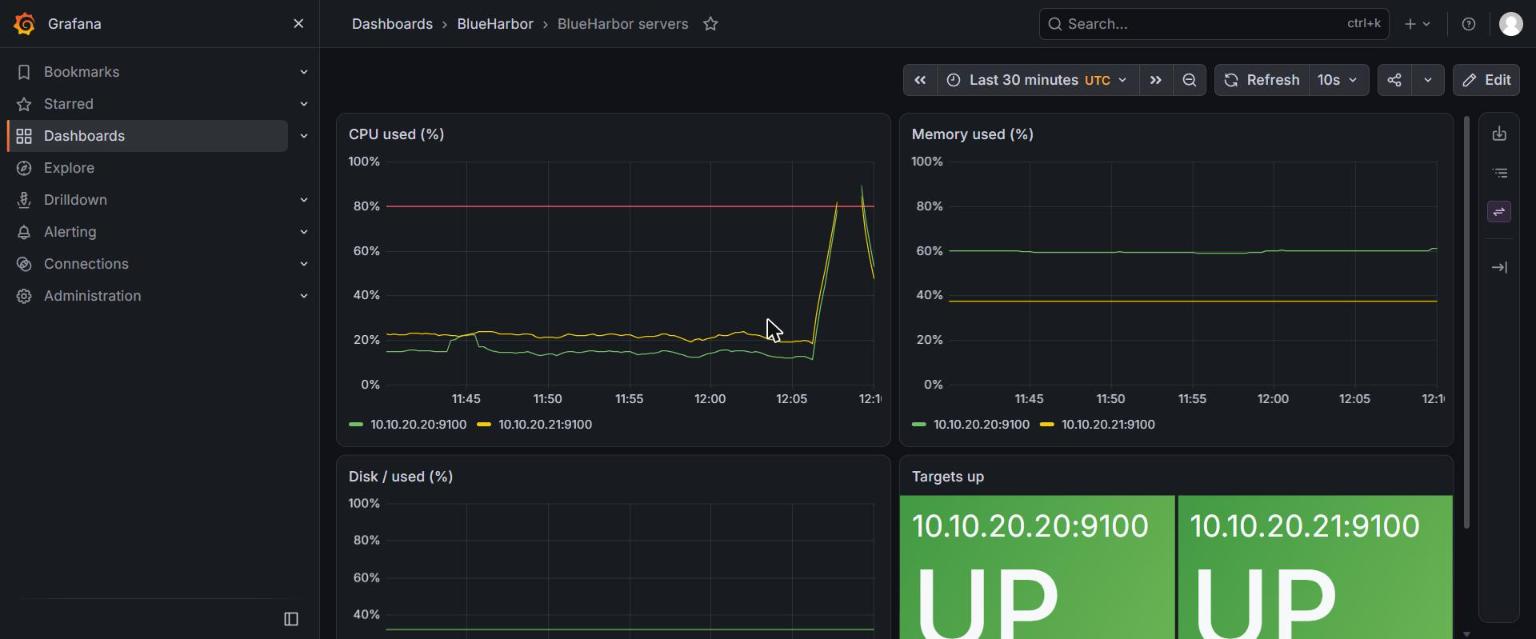 Grafana
Dashboards › BlueHarbor › BlueHarbor servers
Search...
ctrl+k
Bookmarks
Starred
Dashboards
Explore
Drilldown
Alerting
Connections
Administration
Last 30 minutes UTC
Refresh
10s
Edit
CPU used (%)
100%
80%
60%
40%
20%
0%
11:45 11:50 11:55 12:00 12:05
10.10.20.20:9100 10.10.20.21:9100
Memory used (%)
100%
80%
60%
40%
20%
0%
11:45 11:50 11:55 12:00 12:05
10.10.20.20:9100 10.10.20.21:9100
Disk / used (%)
100%
80%
60%
40%
Targets up
10.10.20.20:9100
UP
10.10.20.21:9100
UP